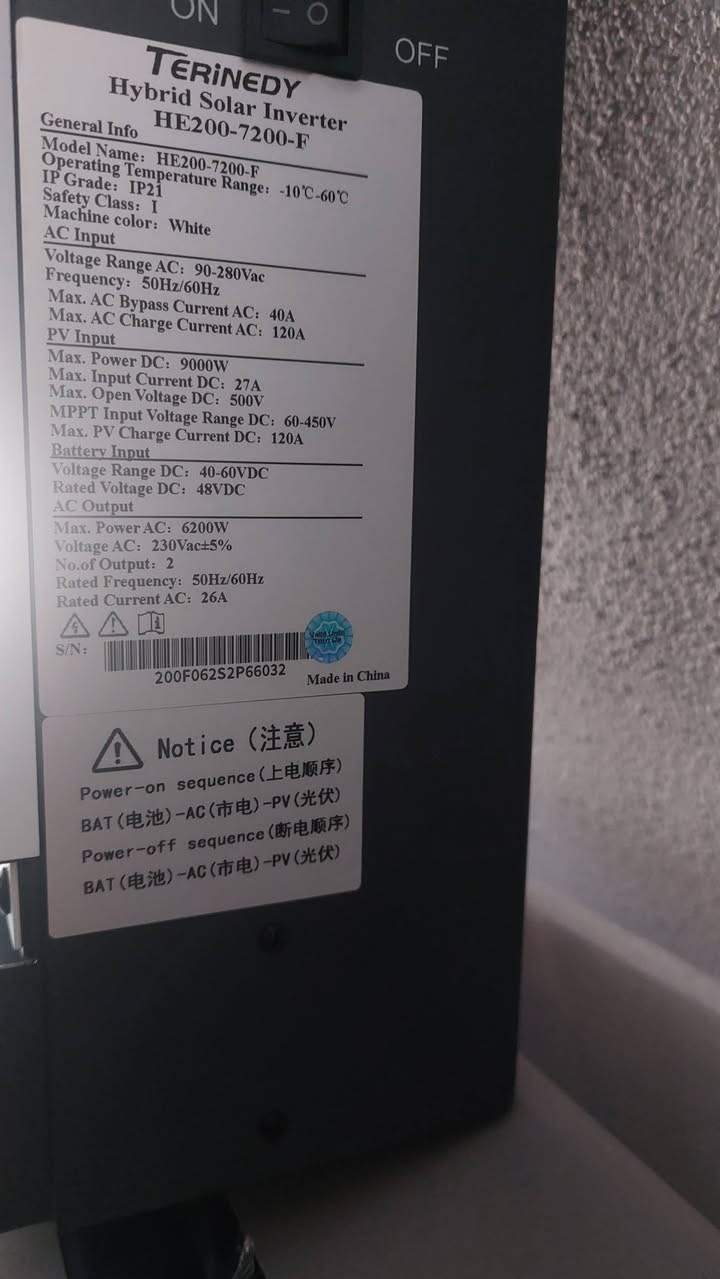 ON
OFF
TERiNEDY
Hybrid Solar Inverter
HE200-7200-F
General Info
Model Name: HE200-7200-F
Operating Temperature Range: -10℃-60℃
IP Grade: IP21
Safety Class: I
Machine color: White
AC Input
Voltage Range AC: 90-280Vac
Frequency: 50Hz/60Hz
Max. AC Bypass Current AC: 40A
Max. AC Charge Current AC: 120A
PV Input
Max. Power DC: 9000W
Max. Input Current DC: 27A
Max. Open Voltage DC: 500V
MPPT Input Voltage Range DC: 60-450V
Max. PV Charge Current DC: 120A
Battery Input
Voltage Range DC: 40-60VDC
Rated Voltage DC: 48VDC
AC Output
Max. Power AC: 6200W
Voltage AC: 230Vac±5%
No.of Output: 2
Rated Frequency: 50Hz/60Hz
Rated Current AC: 26A
S/N:
200F062S2P66032
Made in China
Notice (注意)
Power-on sequence(上电顺序)
BAT(电池)-AC(市电)-PV(光伏)
Power-off sequence(断电顺序)
BAT(电池)-AC(市电)-PV(光伏)